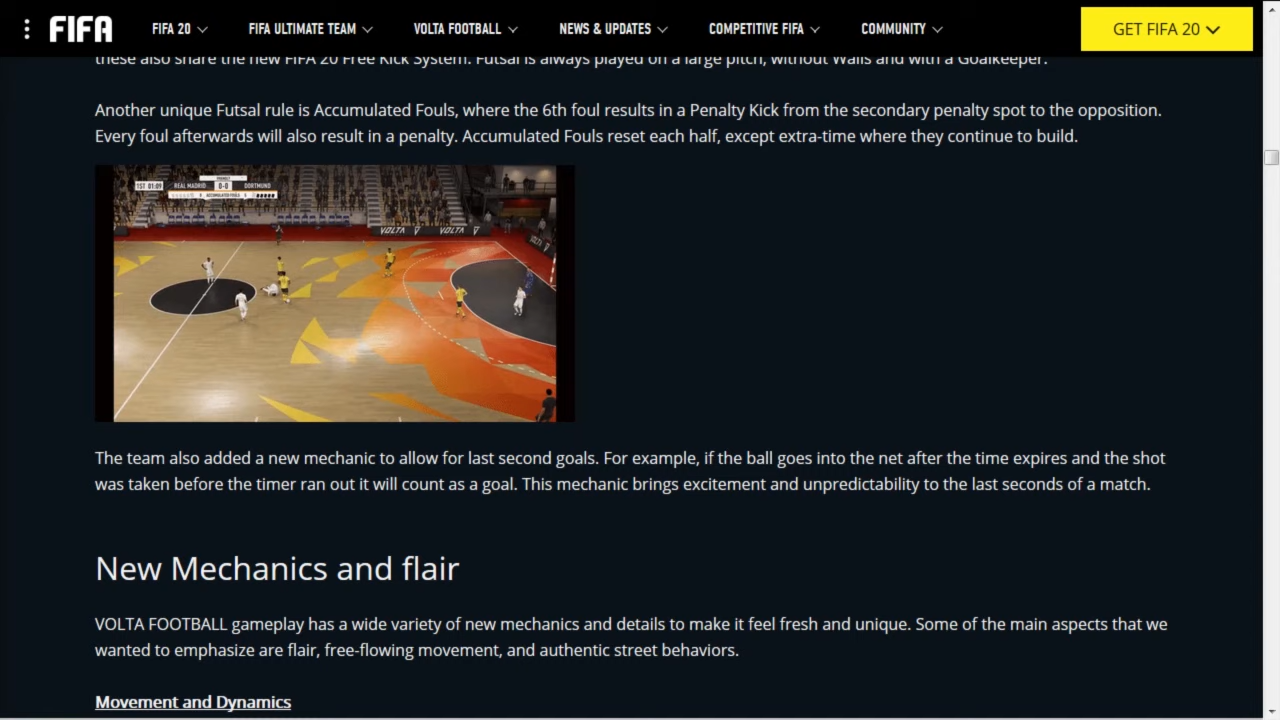 FIFA
FIFA 20
FIFA ULTIMATE TEAM
VOLTA FOOTBALL
NEWS & UPDATES
COMPETITIVE FIFA
COMMUNITY
GET FIFA 20
these also share the new FIFA 20 Free Kick System. Futsal is always played on a large pitch, without Walls and with a Goalkeeper.
Another unique Futsal rule is Accumulated Fouls, where the 6th foul results in a Penalty Kick from the secondary penalty spot to the opposition.
Every foul afterwards will also result in a penalty. Accumulated Fouls reset each half, except extra-time where they continue to build.
1ST 01:09 REAL MADRID 0-0 DORTMUND
ACCUMULATED FOULS
VOLTA VOLTA
VOLTA
The team also added a new mechanic to allow for last second goals. For example, if the ball goes into the net after the time expires and the shot
was taken before the timer ran out it will count as a goal. This mechanic brings excitement and unpredictability to the last seconds of a match.
New Mechanics and flair
VOLTA FOOTBALL gameplay has a wide variety of new mechanics and details to make it feel fresh and unique. Some of the main aspects that we
wanted to emphasize are flair, free-flowing movement, and authentic street behaviors.
Movement and Dynamics